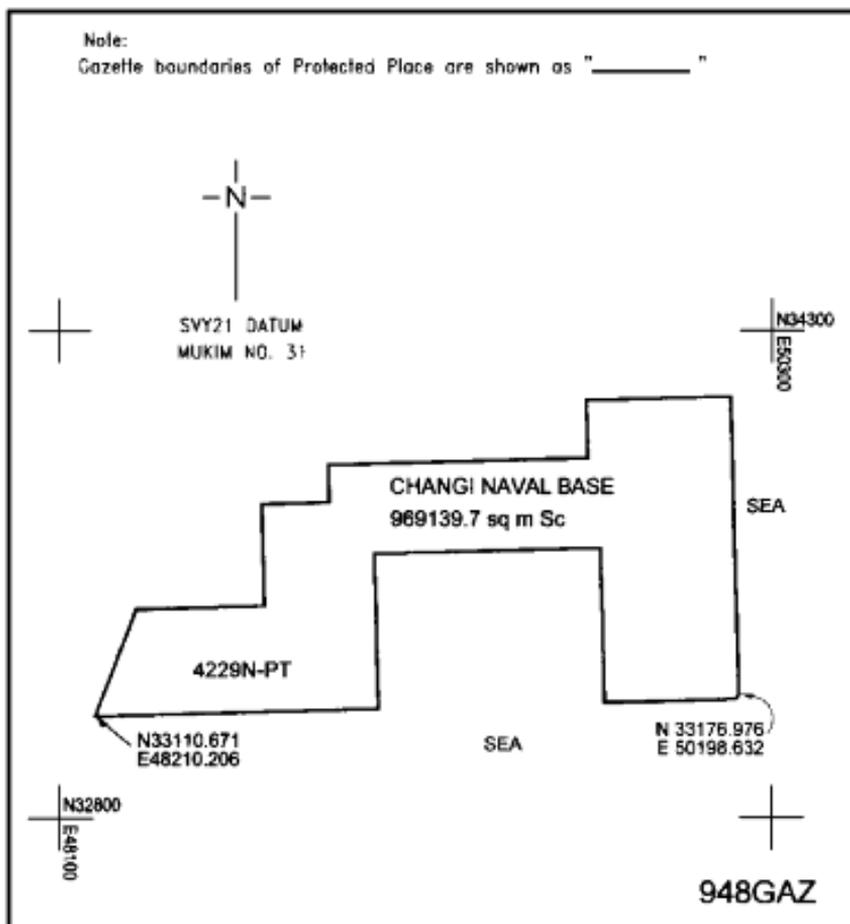 Note:
Gazette boundaries of Protected Place are shown as "________"
N
SVY21 DATUM
MUKIM NO. 31
N34300
E50300
CHANGI NAVAL BASE
969139.7 sq m Sc
SEA
4229N-PT
N33110.671
E48210.206
SEA
N 33176.976
E 50198.632
N32800
E48100
948GAZ